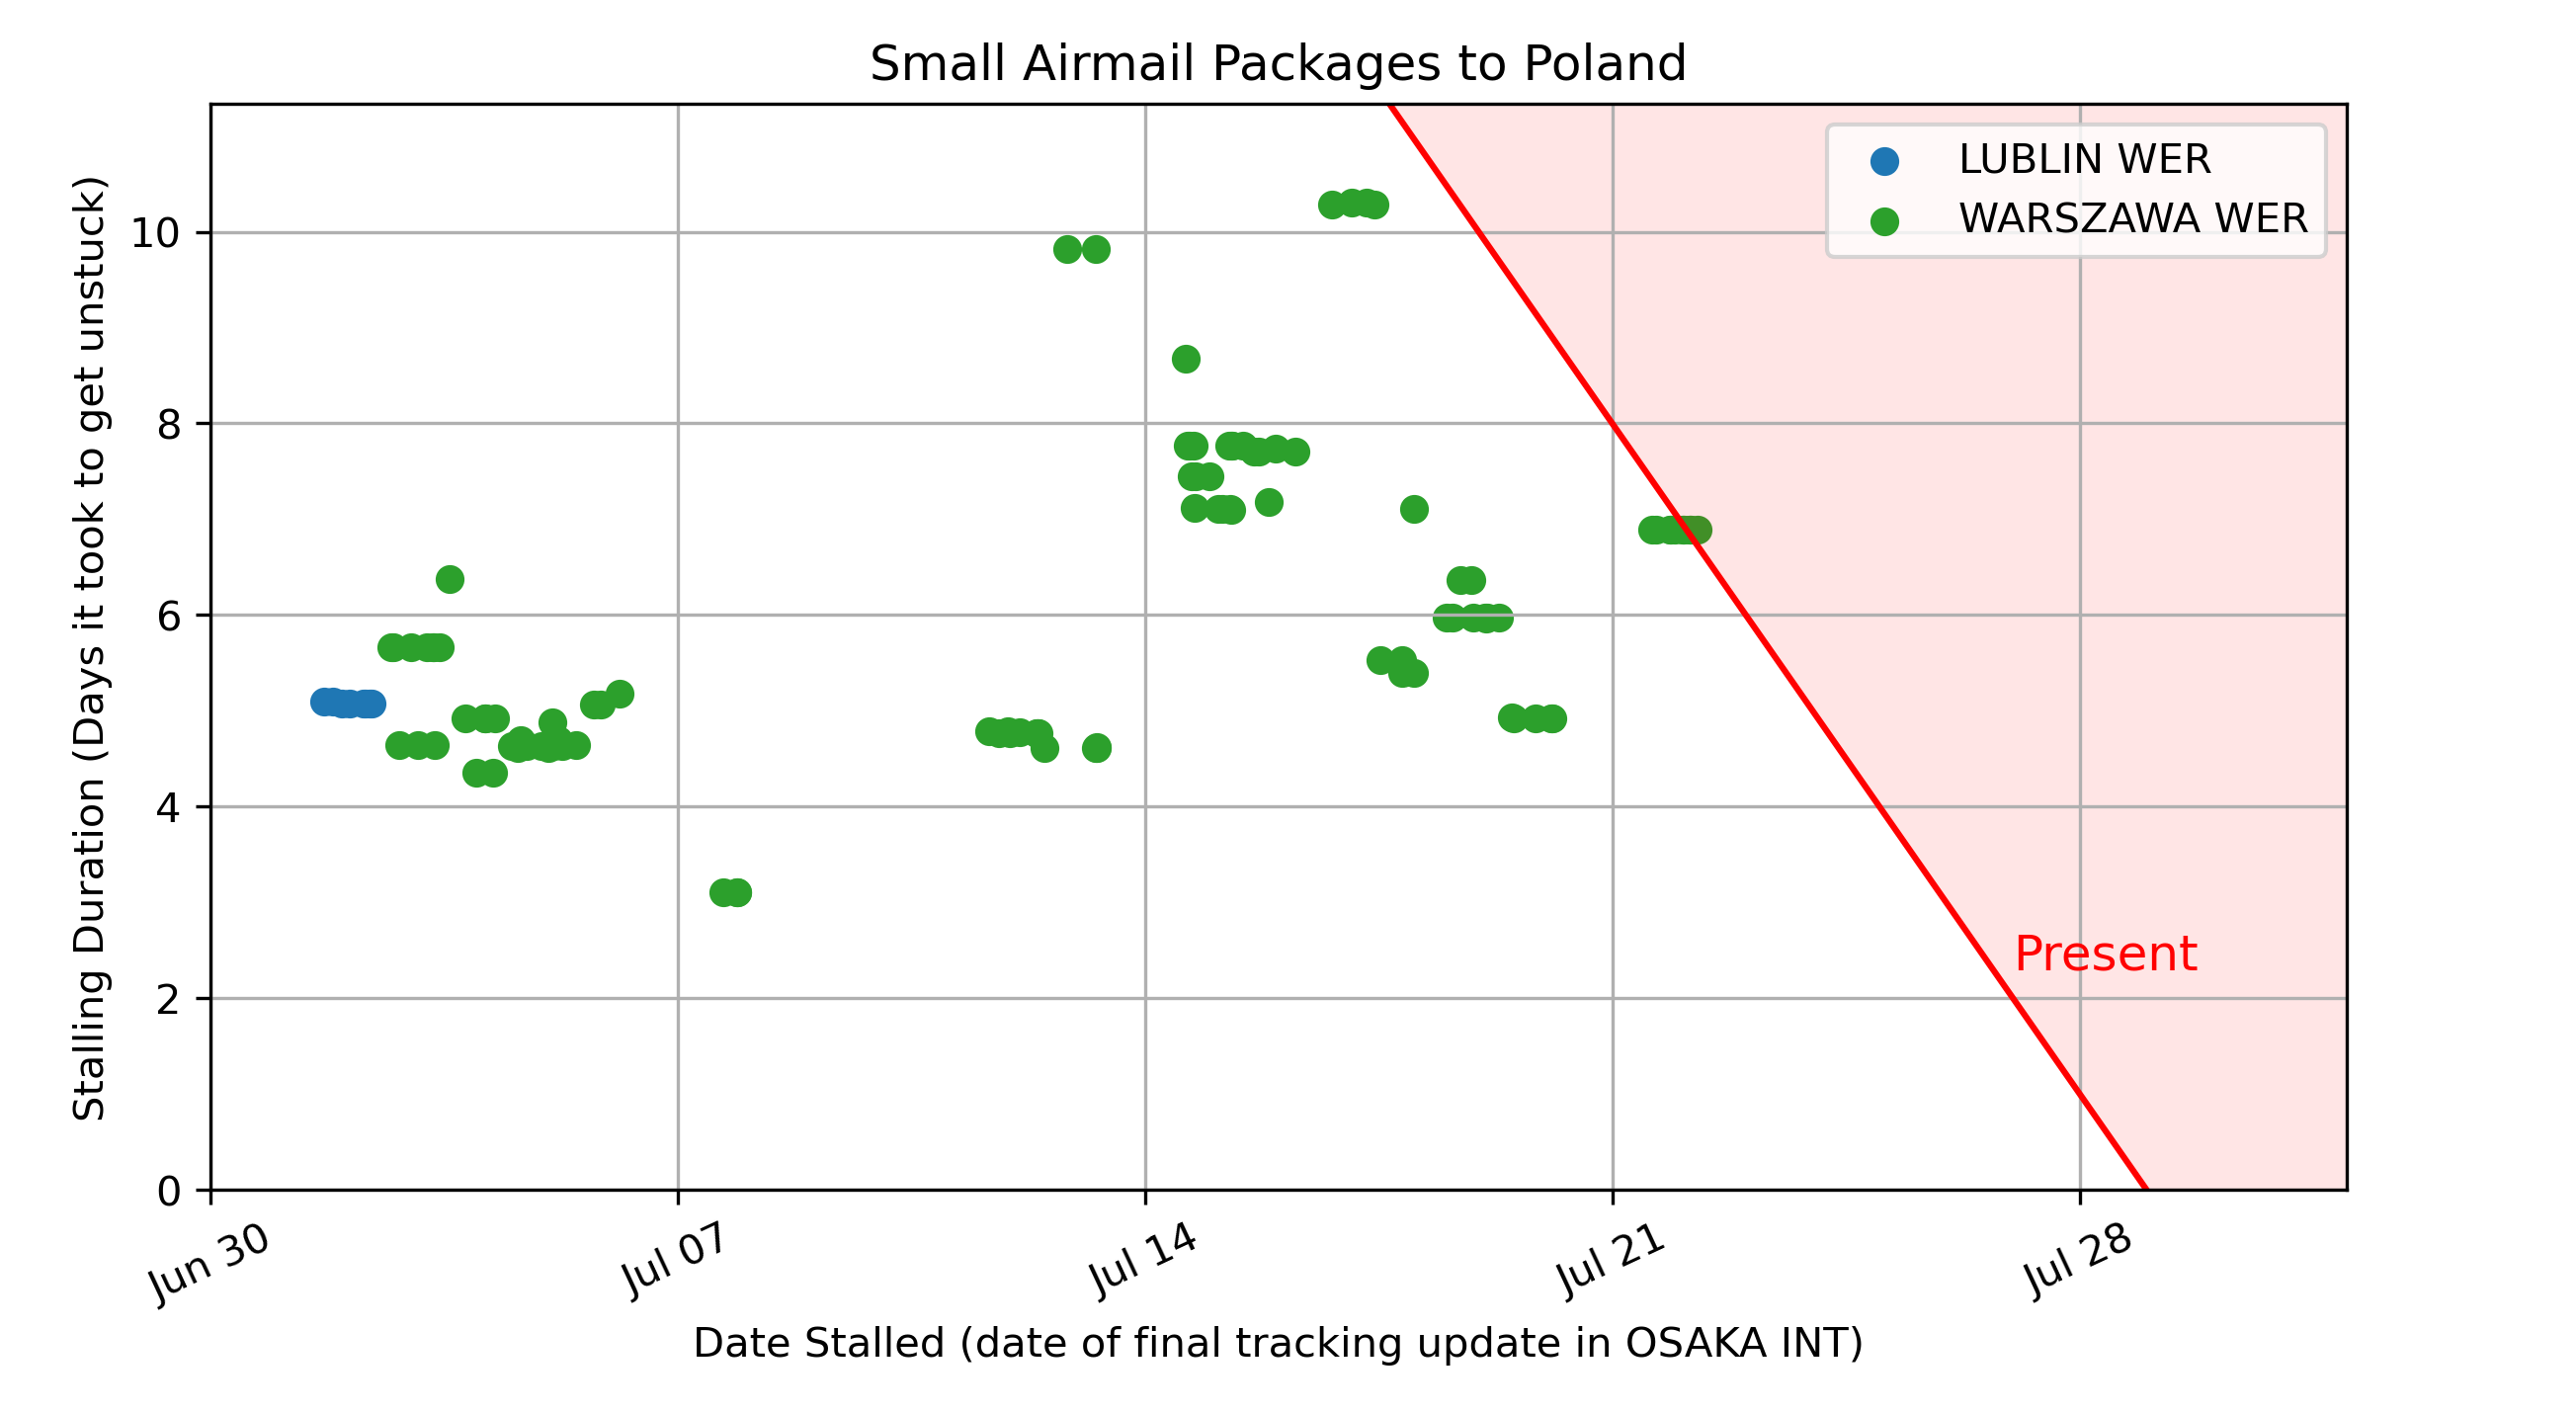 Small Airmail Packages to Poland
LUBLIN WER
WARSZAWA WER
Stalling Duration (Days it took to get unstuck)
10
8
6
4
2
0
Present
Jun 30
Jul 07
Jul 14
Jul 21
Jul 28
Date Stalled (date of final tracking update in OSAKA INT)